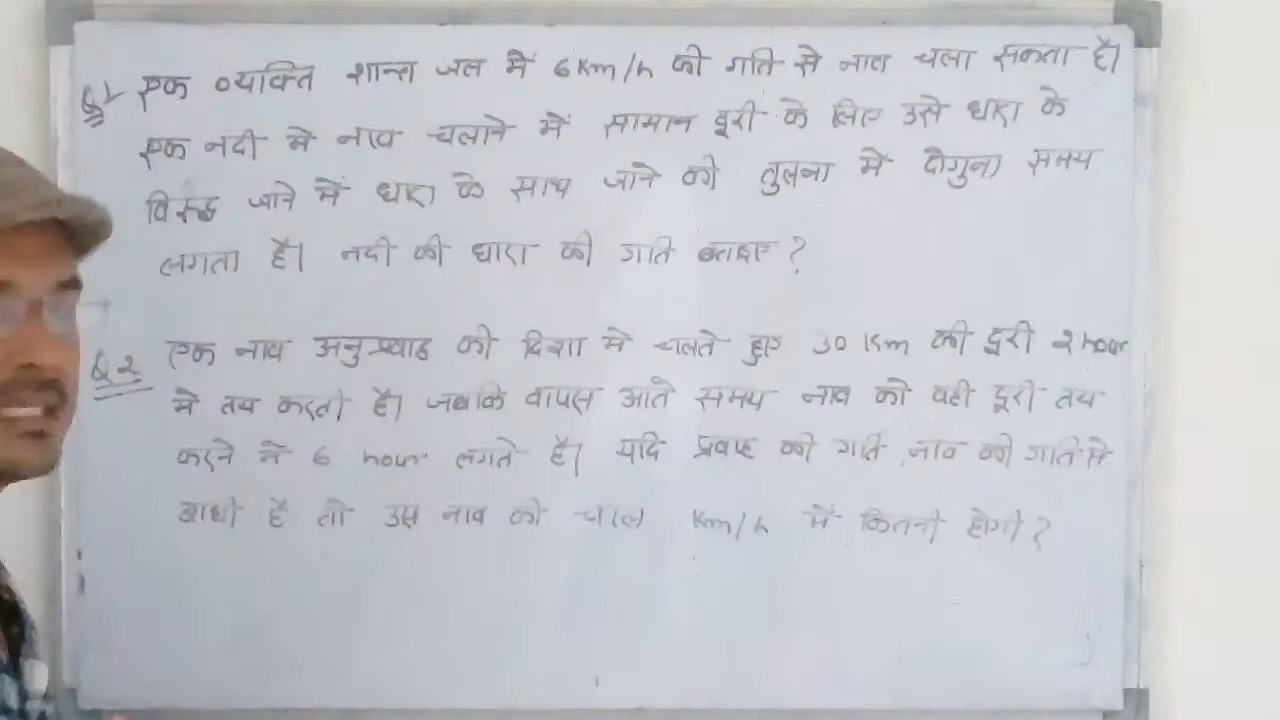 Q1 एक व्यक्ति शान्त जल में 6 km/h की गति से नाव चला सकता है।
एक नदी मे नाव चलाने में सामान दूरी के लिए उसे धारा के
विरूद्ध जाने में धारा के साथ जाने की तुलना में दोगुना समय
लगता है। नदी की धारा की गति बताइए?
Q2 एक नाव अनुप्रवाह की दिशा मे चलते हुए 30 km की दूरी 2 hour
मे तय करती है। जबकि वापस आते समय नाव को वही दूरी तय
करने मे 6 hour लगते है। यदि प्रवाह की गति नाव की गति से
आधी है तो उस नाव की चाल km/h में कितनी होगी?